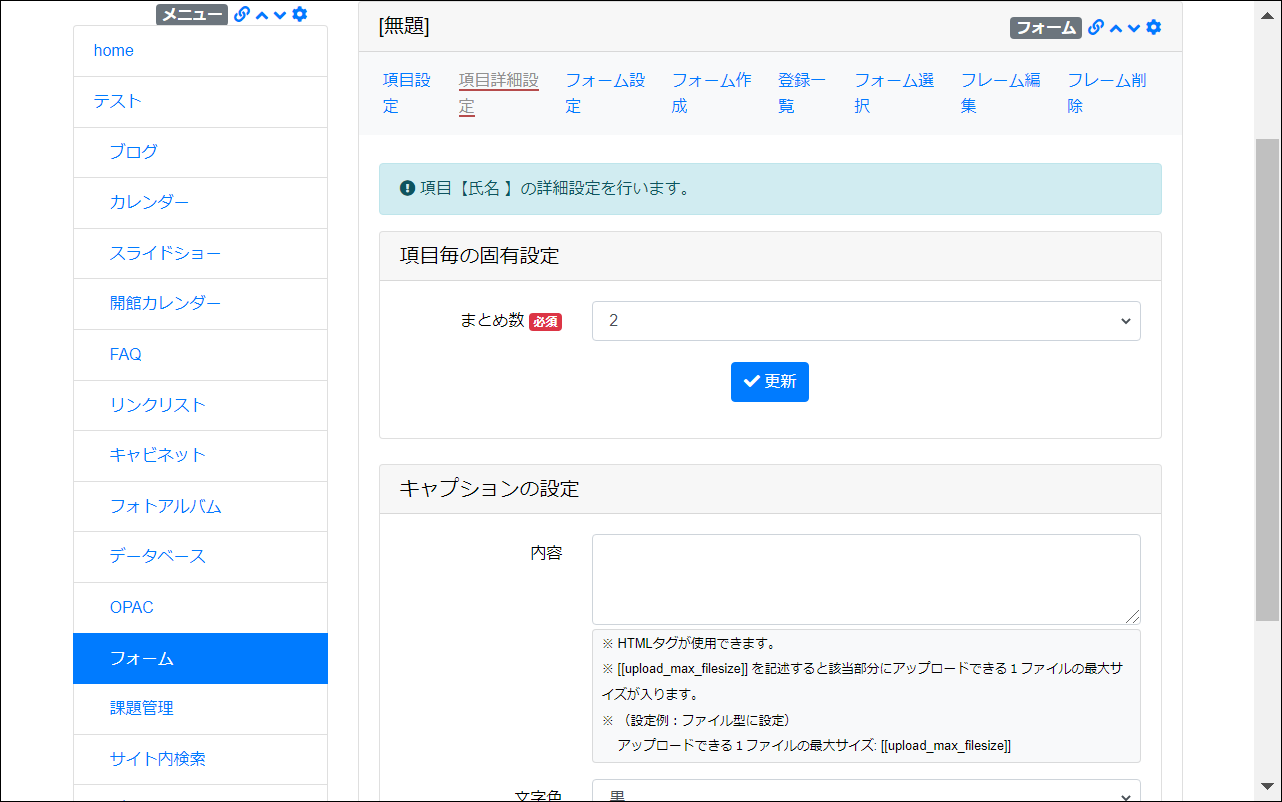 メニュー
home
テスト
ブログ
カレンダー
スライドショー
開館カレンダー
FAQ
リンクリスト
キャビネット
フォトアルバム
データベース
OPAC
フォーム
課題管理
サイト内検索
[無題]
フォーム
項目設定
項目詳細設定
フォーム設定
フォーム作成
登録一覧
フォーム選択
フレーム編集
フレーム削除
項目【氏名 】の詳細設定を行います。
項目毎の固有設定
まとめ数 必須
2
更新
キャプションの設定
内容
※ HTMLタグが使用できます。
※ [[upload_max_filesize]] を記述すると該当部分にアップロードできる１ファイルの最大サ
イズが入ります。
※ （設定例：ファイル型に設定）
アップロードできる１ファイルの最大サイズ: [[upload_max_filesize]]
文字色
黒